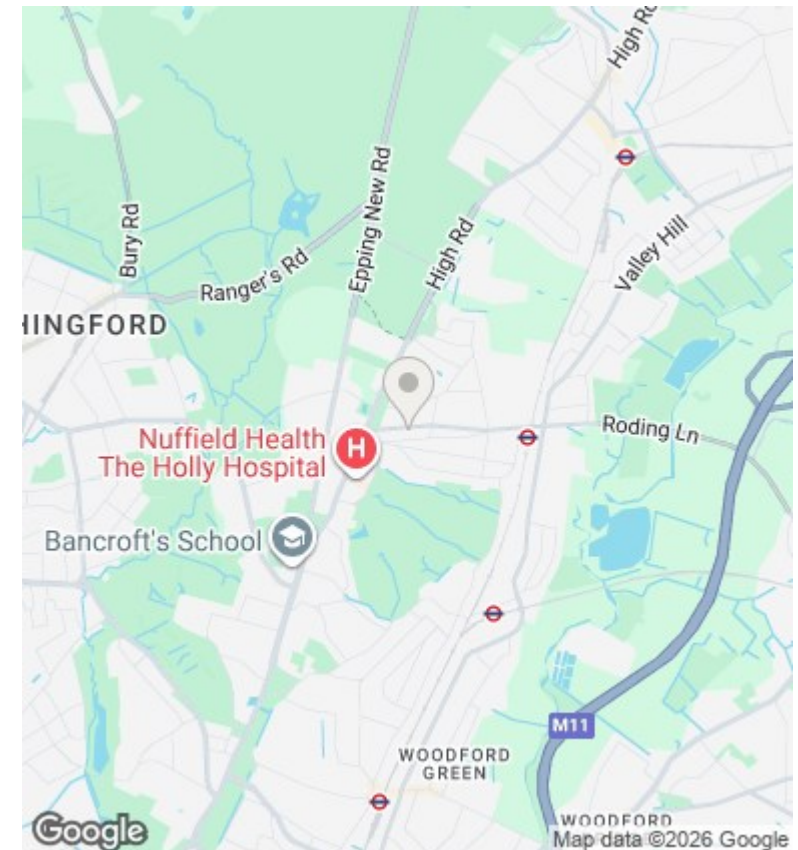 High Rd
Epping New Rd
Bury Rd
High Rd
Valley Hill
Ranger's Rd
HINGFORD
Nuffield Health
The Holly Hospital
H
Roding Ln
Bancroft's School
M11
WOODFORD
GREEN
WOODFORD
Google
Map data ©2026 Google